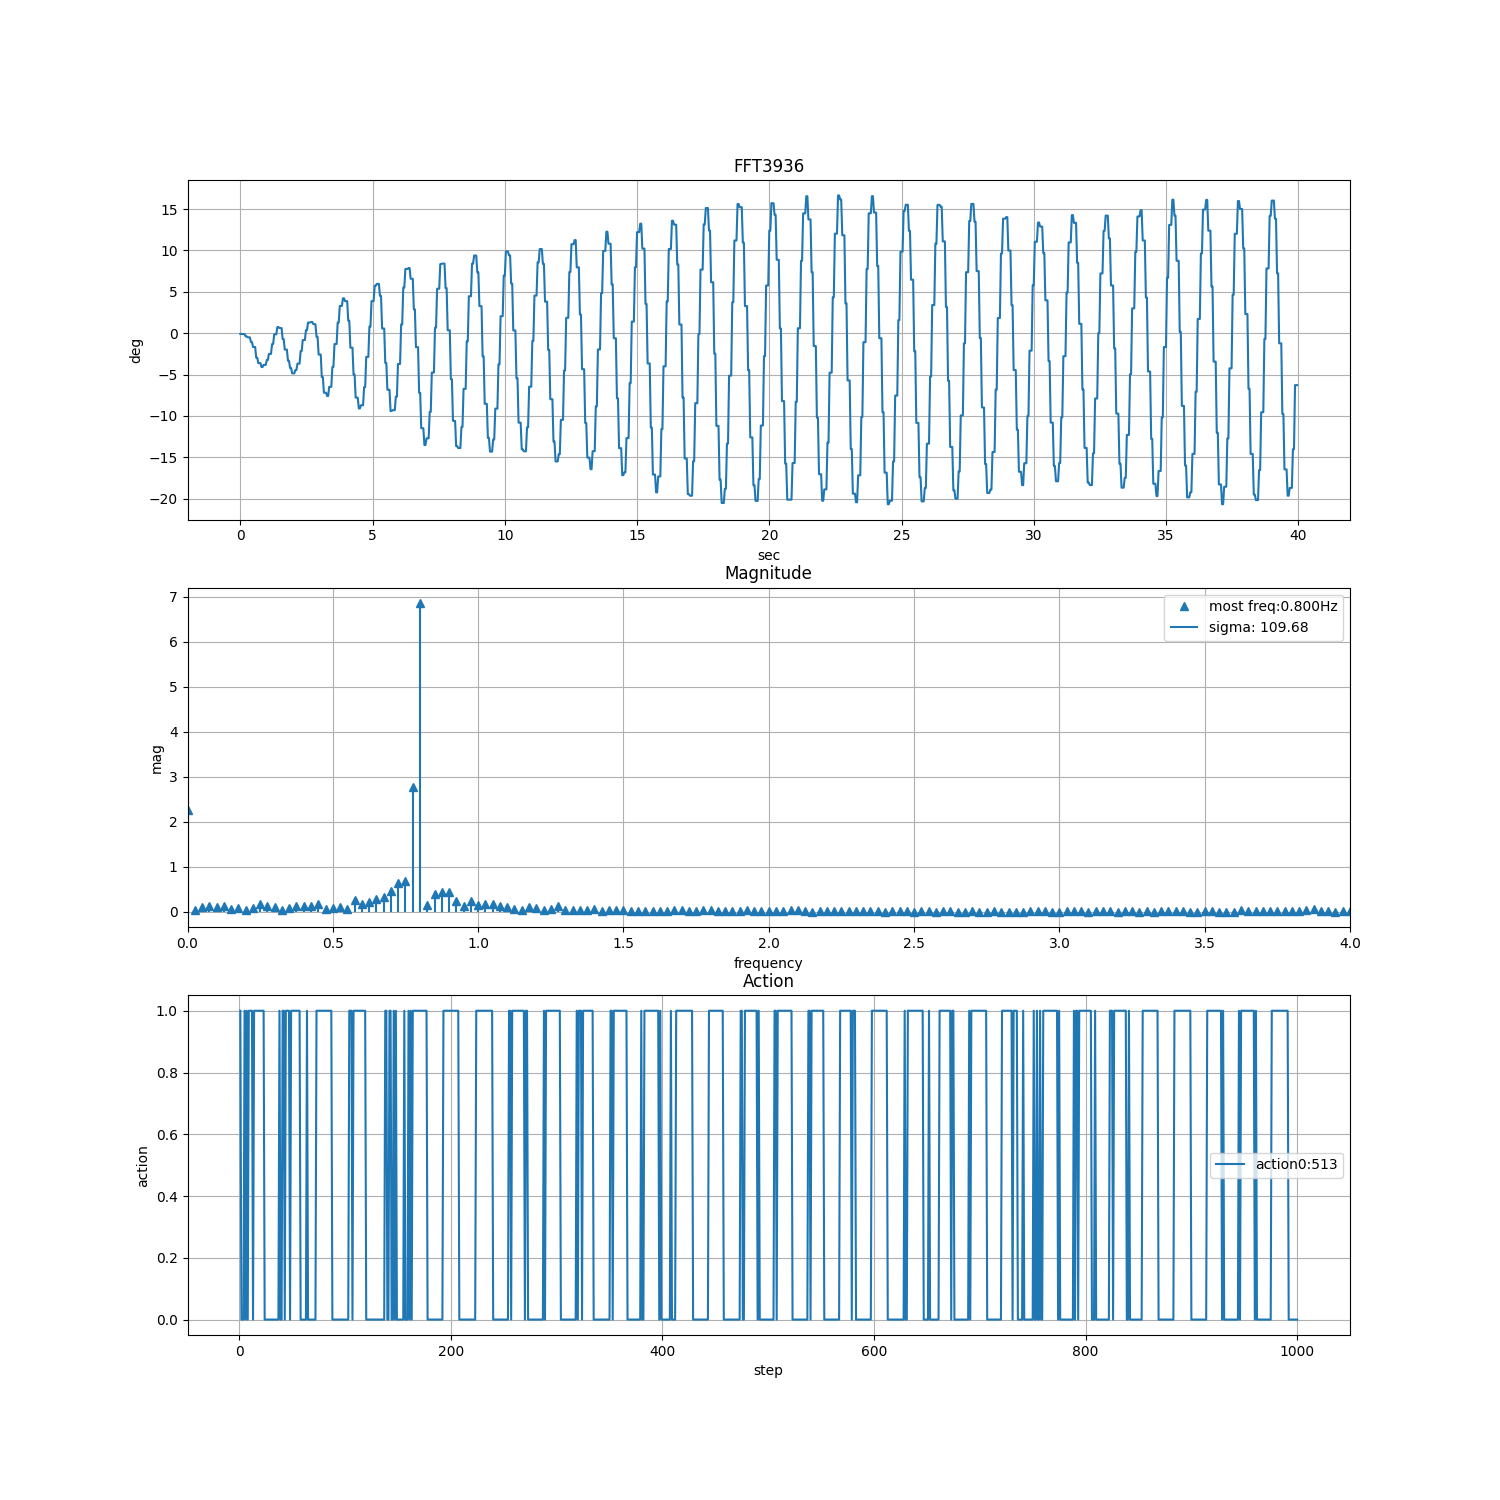 FFT3936
15
10
5
0
−5
−10
−15
−20
deg
0 5 10 15 20 25 30 35 40
sec
Magnitude
7
6
5
4
3
2
1
0
mag
most freq:0.800Hz
sigma: 109.68
0.0 0.5 1.0 1.5 2.0 2.5 3.0 3.5 4.0
frequency
Action
1.0
0.8
0.6
0.4
0.2
0.0
action
action0:513
0 200 400 600 800 1000
step